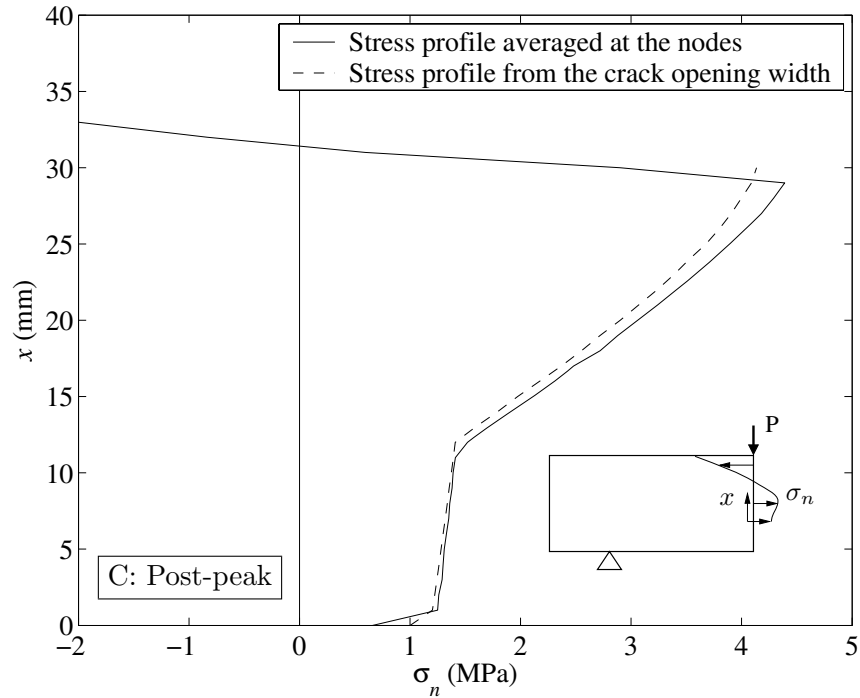 40
35
30
25
20
15
10
5
0
x (mm)
Stress profile averaged at the nodes
Stress profile from the crack opening width
P
x
σn
C: Post-peak
−2 −1 0 1 2 3 4 5
σn (MPa)